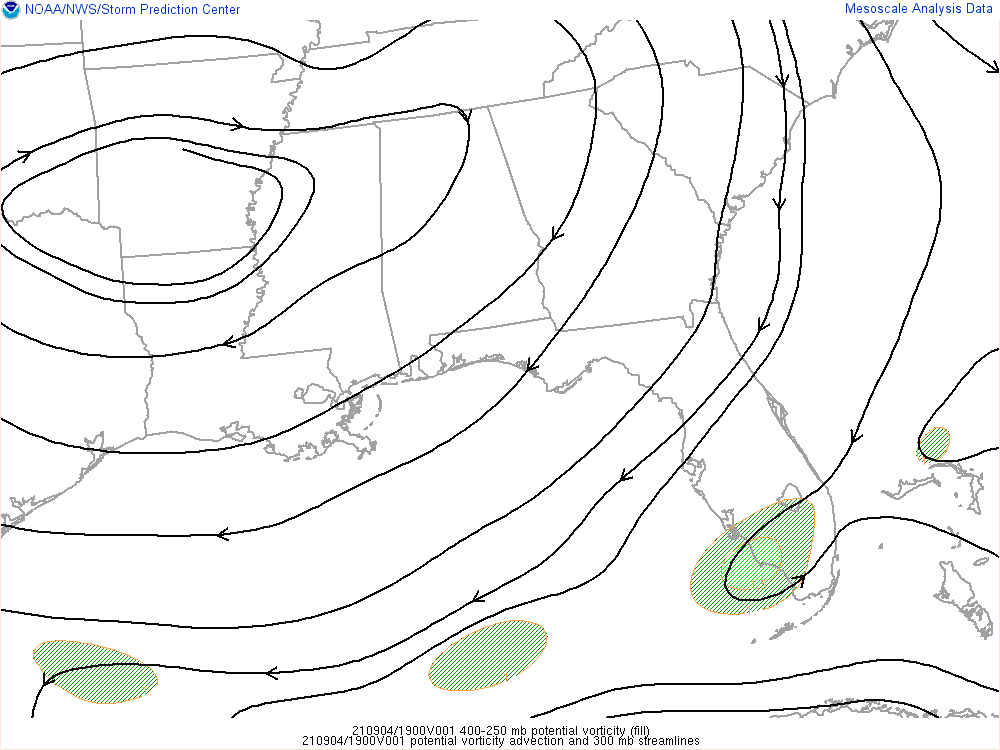 NOAA/NWS/Storm Prediction Center
Mesoscale Analysis Data
210904/1900V001 400-250 mb potential vorticity (fill)
210904/1900V001 potential vorticity advection and 300 mb streamlines